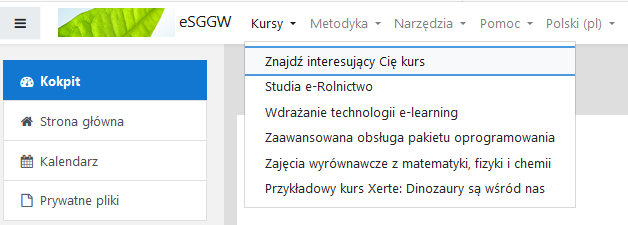 eSGGW Kursy Metodyka Narzędzia Pomoc Polski (pl)
Kokpit
Strona główna
Kalendarz
Prywatne pliki
Znajdź interesujący Cię kurs
Studia e-Rolnictwo
Wdrażanie technologii e-learning
Zaawansowana obsługa pakietu oprogramowania
Zajęcia wyrównawcze z matematyki, fizyki i chemii
Przykładowy kurs Xerte: Dinozaury są wśród nas